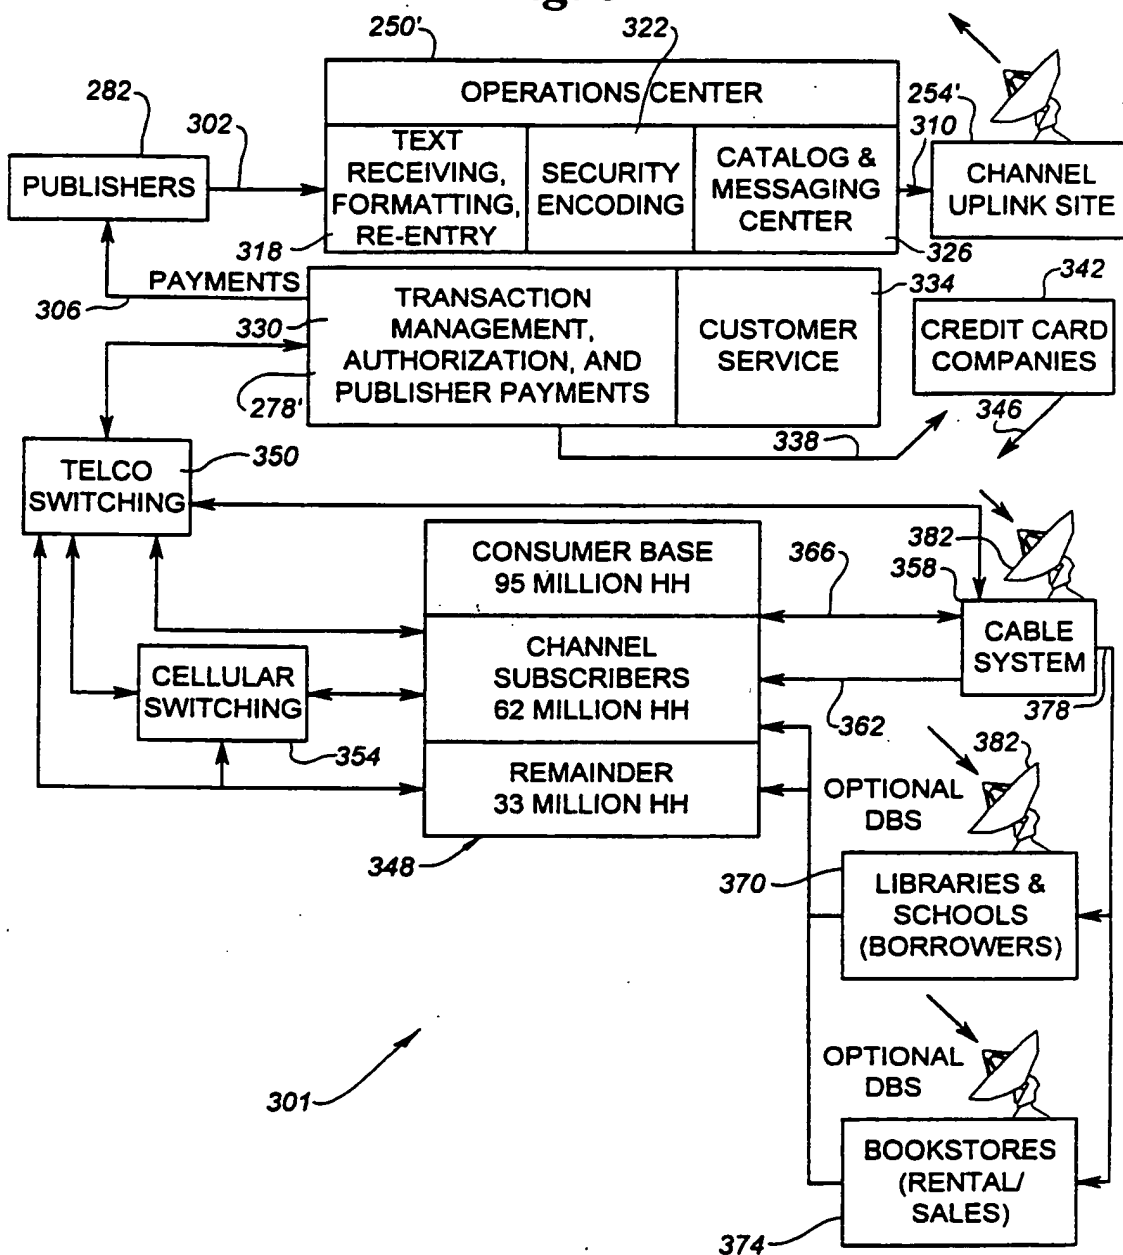 322
250'
OPERATIONS CENTER
282
302
254'
310
PUBLISHERS
TEXT
RECEIVING,
FORMATTING,
RE-ENTRY
318
SECURITY
ENCODING
CATALOG &
MESSAGING
CENTER
326
CHANNEL
UPLINK SITE
PAYMENTS
306
330
TRANSACTION
MANAGEMENT,
AUTHORIZATION, AND
PUBLISHER PAYMENTS
278'
334
CUSTOMER
SERVICE
342
CREDIT CARD
COMPANIES
346
338
TELCO
SWITCHING
350
CONSUMER BASE
95 MILLION HH
366
382
358
CABLE
SYSTEM
CHANNEL
SUBSCRIBERS
62 MILLION HH
CELLULAR
SWITCHING
354
362
378
REMAINDER
33 MILLION HH
348
382
OPTIONAL
DBS
370
LIBRARIES &
SCHOOLS
(BORROWERS)
301
OPTIONAL
DBS
BOOKSTORES
(RENTAL/
SALES)
374